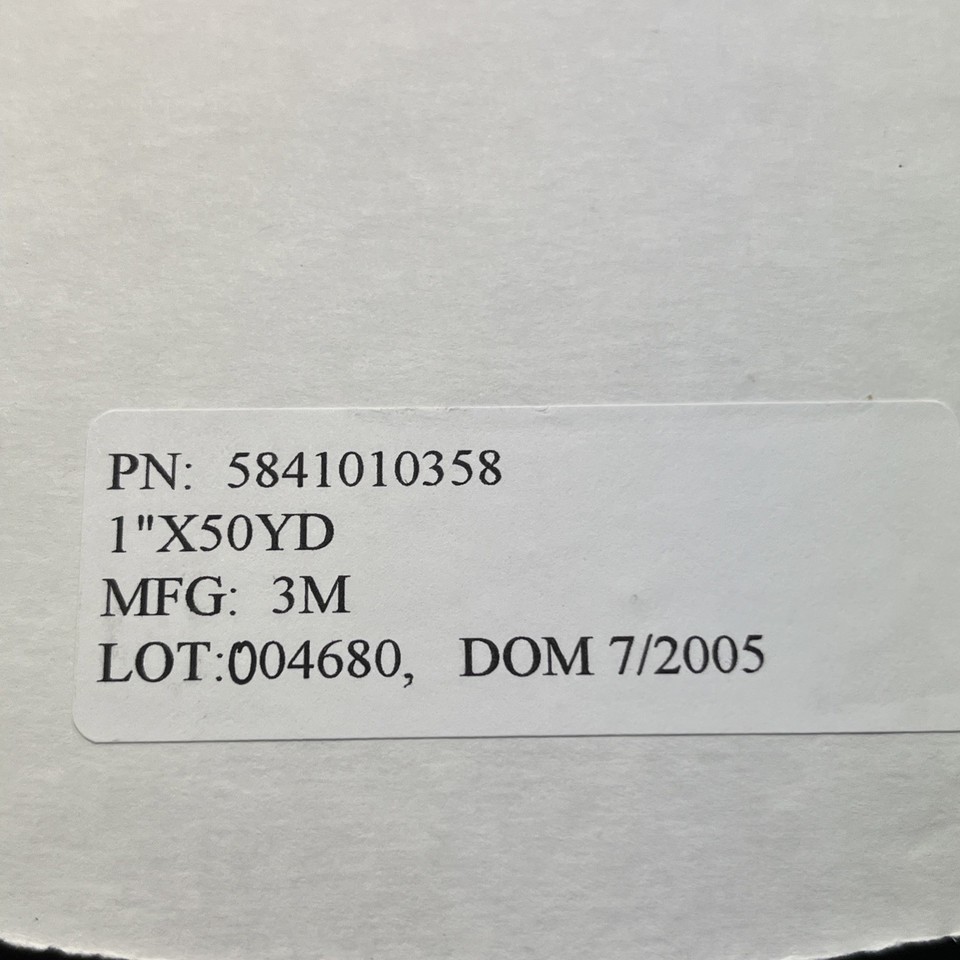 PN: 5841010358
1"X50YD
MFG: 3M
LOT:004680, DOM 7/2005